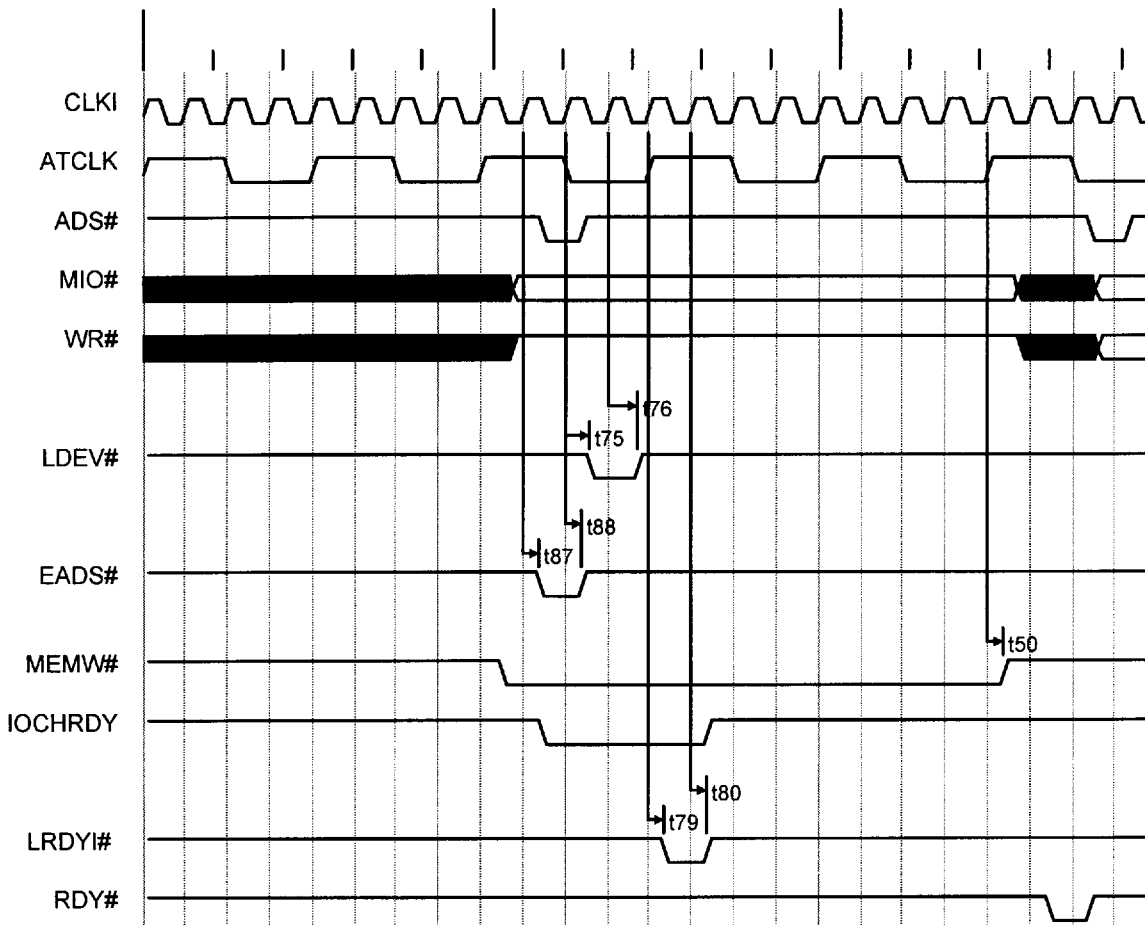 CLKI
ATCLK
ADS#
MIO#
WR#
t76
t75
LDEV#
t88
t87
EADS#
t50
MEMW#
IOCHRDY
t80
t79
LRDYI#
RDY#